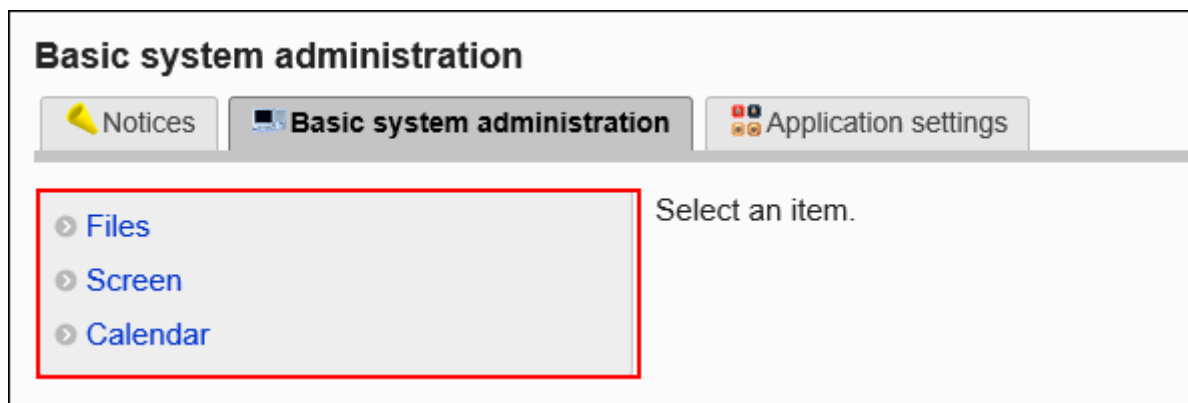 Basic system administration
Notices Basic system administration Application settings
Files
Select an item.
Screen
Calendar